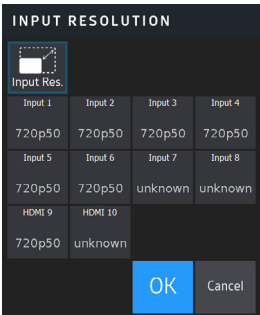 INPUT RESOLUTION
Input Res.
Input 1 Input 2 Input 3 Input 4
720p50 720p50 720p50 720p50
Input 5 Input 6 Input 7 Input 8
720p50 720p50 unknown unknown
HDMI 9 HDMI 10
720p50 unknown
OK Cancel